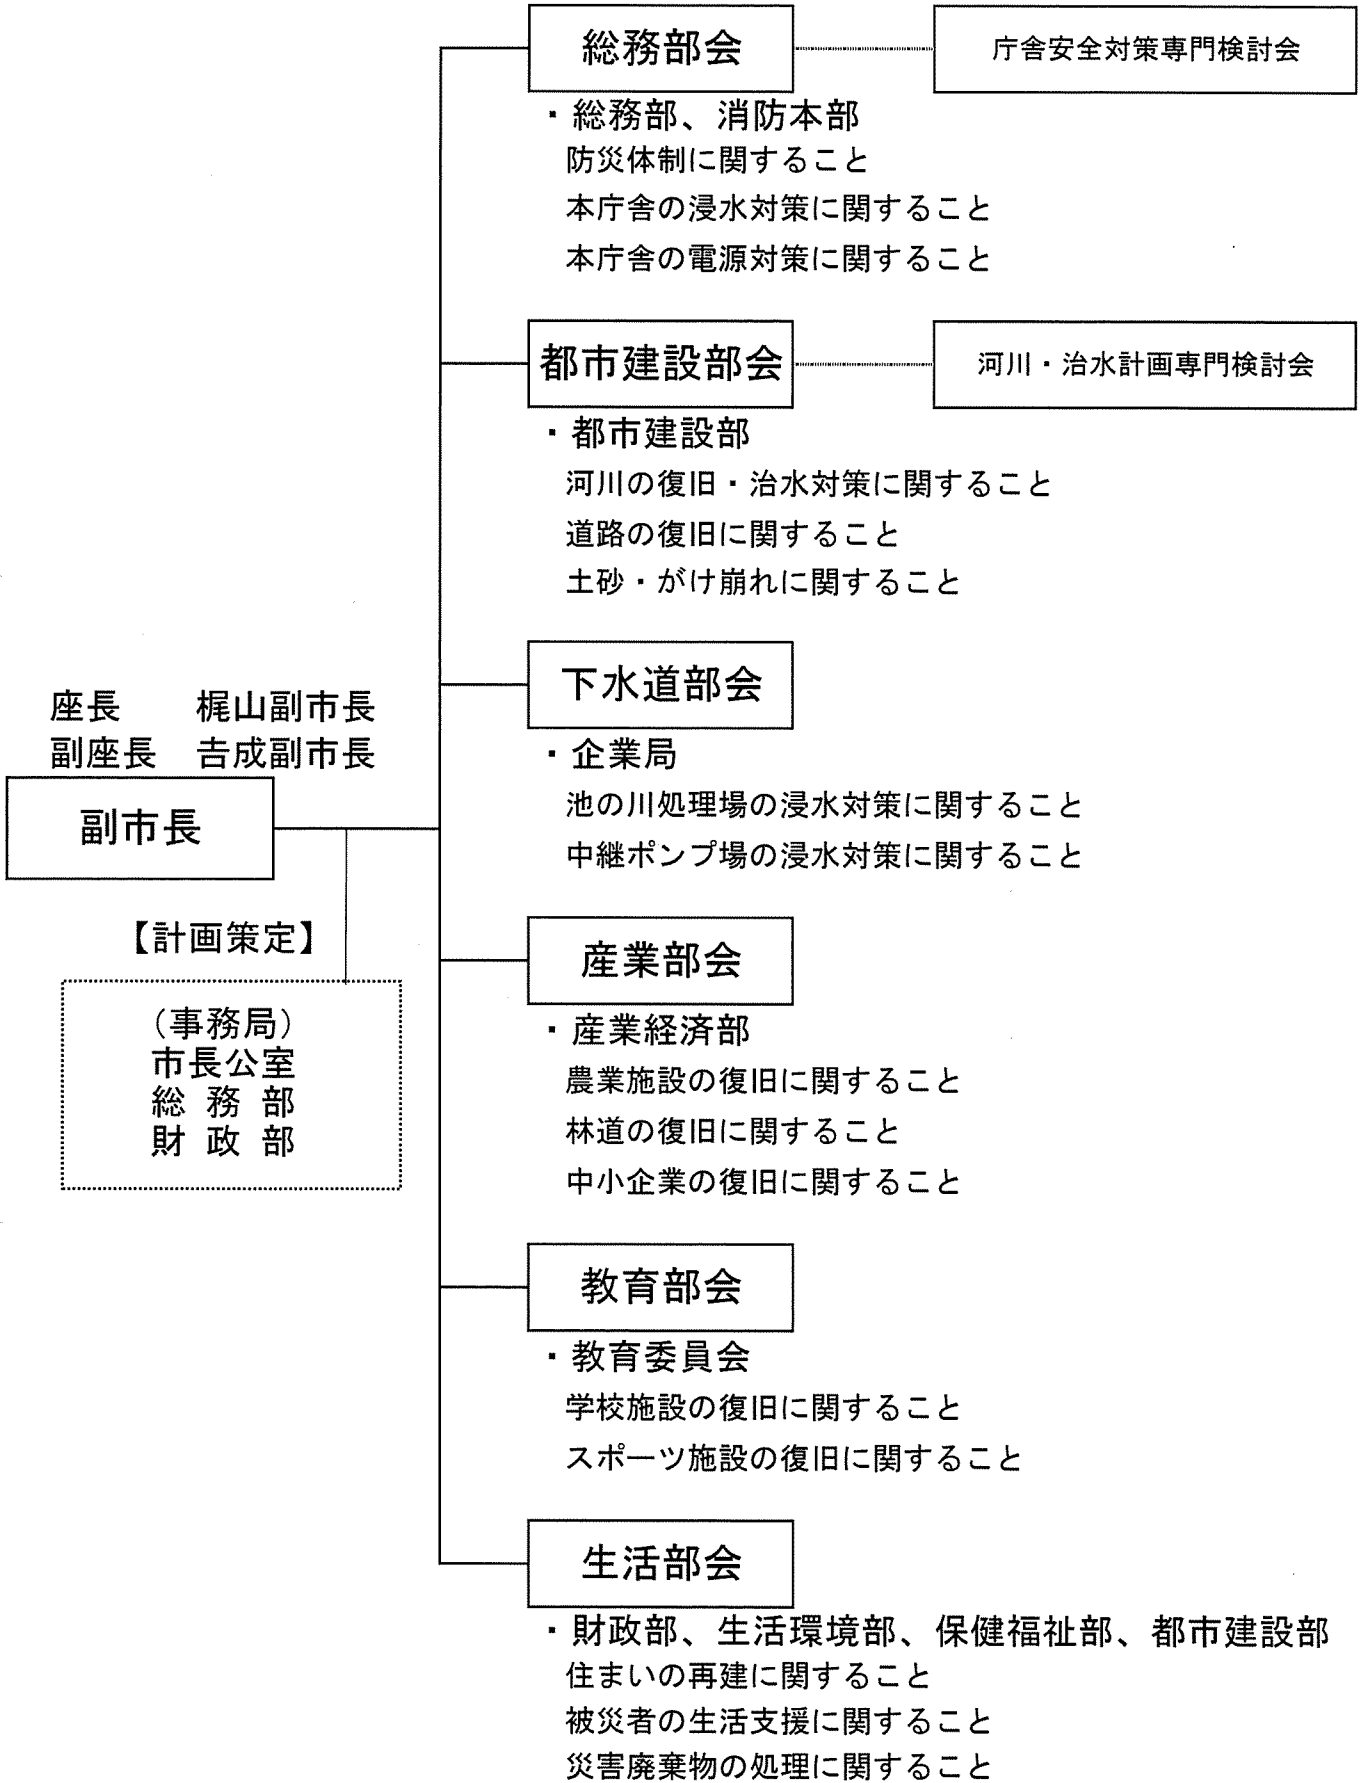 総務部会
庁舎安全対策専門検討会
・総務部、消防本部
防災体制に関すること
本庁舎の浸水対策に関すること
本庁舎の電源対策に関すること
都市建設部会
河川・治水計画専門検討会
・都市建設部
河川の復旧・治水対策に関すること
道路の復旧に関すること
土砂・がけ崩れに関すること
座長　梶山副市長
副座長　𠮷成副市長
副市長
【計画策定】
(事務局)
市長公室
総務部
財政部
下水道部会
・企業局
池の川処理場の浸水対策に関すること
中継ポンプ場の浸水対策に関すること
産業部会
・産業経済部
農業施設の復旧に関すること
林道の復旧に関すること
中小企業の復旧に関すること
教育部会
・教育委員会
学校施設の復旧に関すること
スポーツ施設の復旧に関すること
生活部会
・財政部、生活環境部、保健福祉部、都市建設部
住まいの再建に関すること
被災者の生活支援に関すること
災害廃棄物の処理に関すること